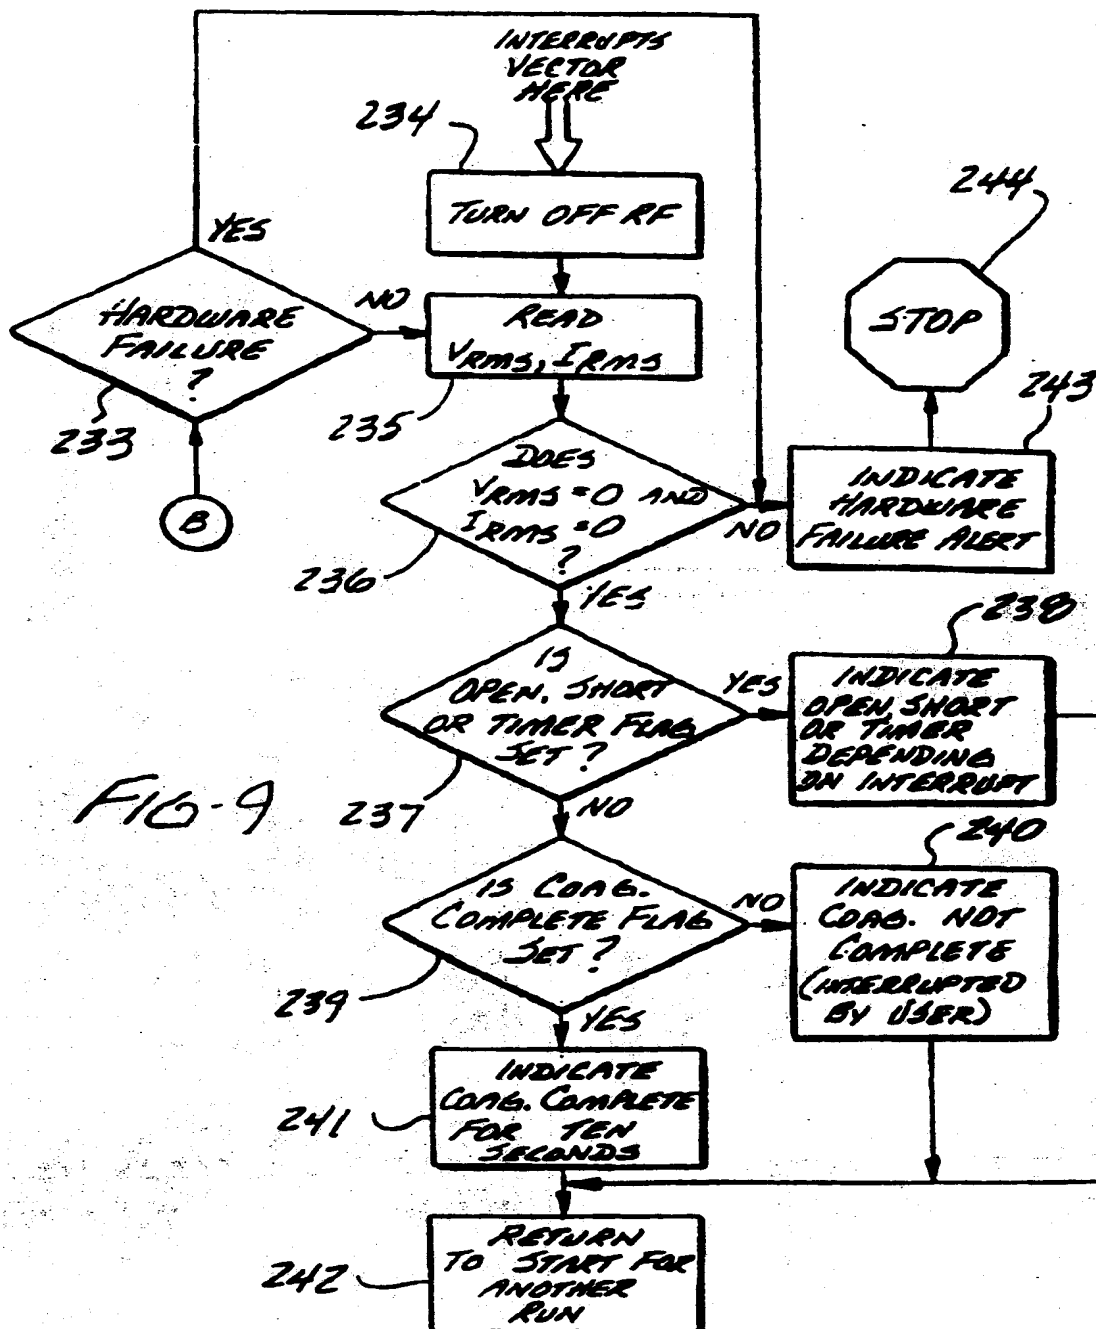 INTERRUPTS
VECTOR
HERE
234
TURN OFF RF
244
STOP
YES
HARDWARE
FAILURE
?
NO
233
READ
VRMS, IRMS
235
243
INDICATE
HARDWARE
FAILURE ALERT
B
DOES
VRMS = 0 AND
IRMS = 0
?
NO
236
YES
238
IS
OPEN, SHORT
OR TIMER FLAG
SET?
YES
INDICATE
OPEN, SHORT
OR TIMER
DEPENDING
ON INTERRUPT
237
NO
FIG-9
240
IS COAG.
COMPLETE FLAG
SET?
NO
INDICATE
COAG. NOT
COMPLETE
(INTERRUPTED
BY USER)
239
YES
INDICATE
COAG. COMPLETE
FOR TEN
SECONDS
241
RETURN
TO START FOR
ANOTHER
RUN
242